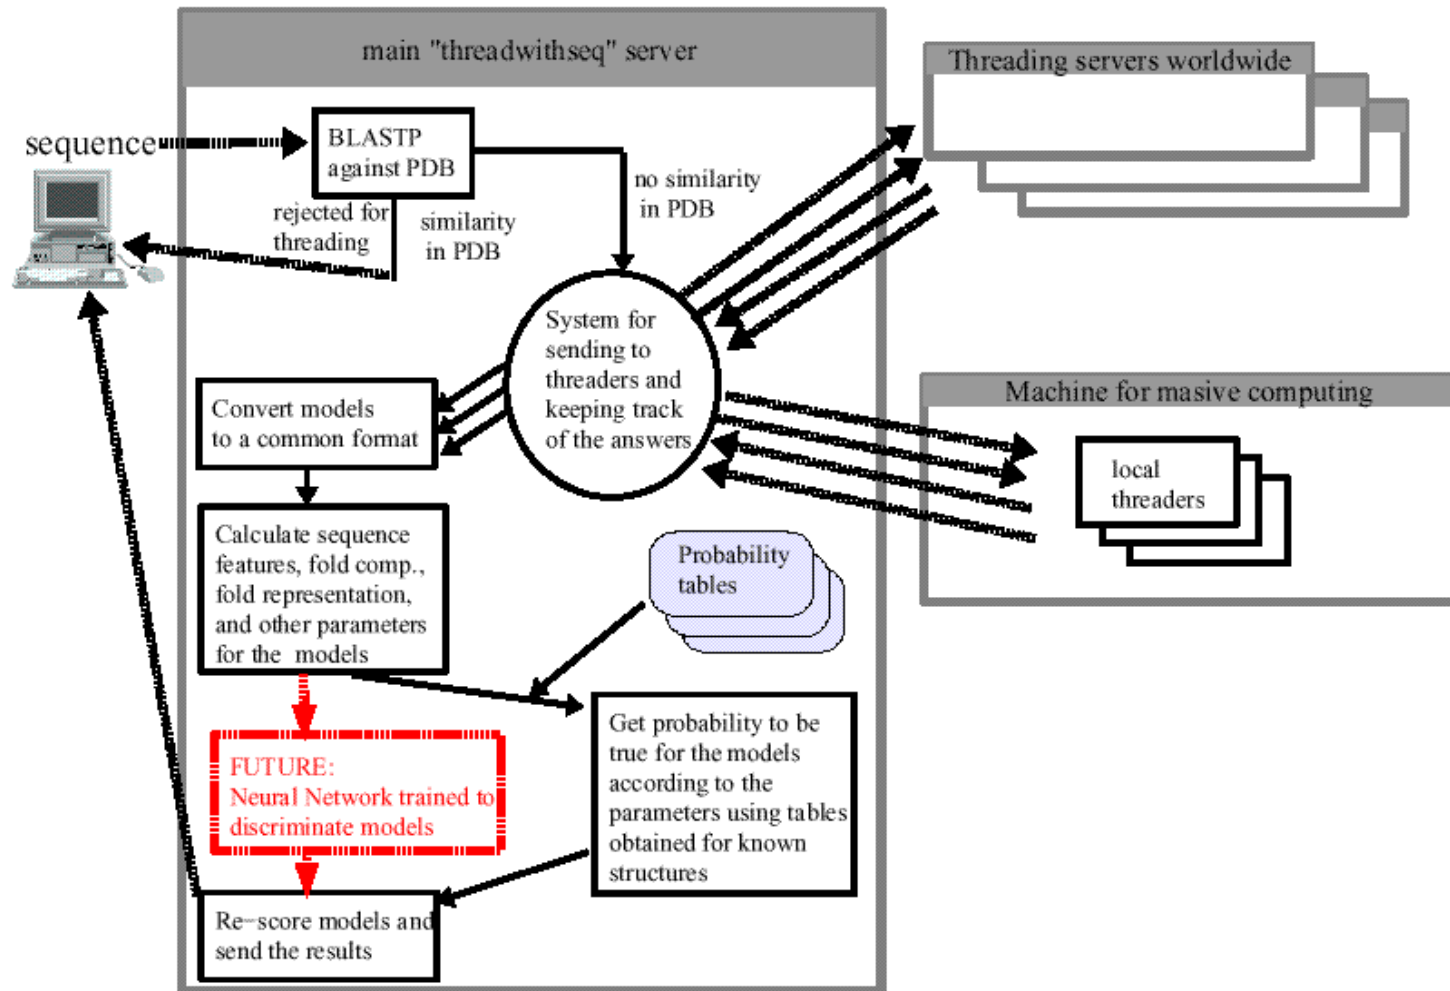 main "threadwithseq" server
Threading servers worldwide
sequence
BLASTP
against PDB
rejected for
threading
similarity
in PDB
no similarity
in PDB
System for
sending to
threaders and
keeping track
of the answers
Machine for masive computing
local
threaders
Convert models
to a common format
Calculate sequence
features, fold comp.,
fold representation,
and other parameters
for the models
Probability
tables
Get probability to be
true for the models
according to the
parameters using tables
obtained for known
structures
FUTURE:
Neural Network trained to
discriminate models
Re-score models and
send the results